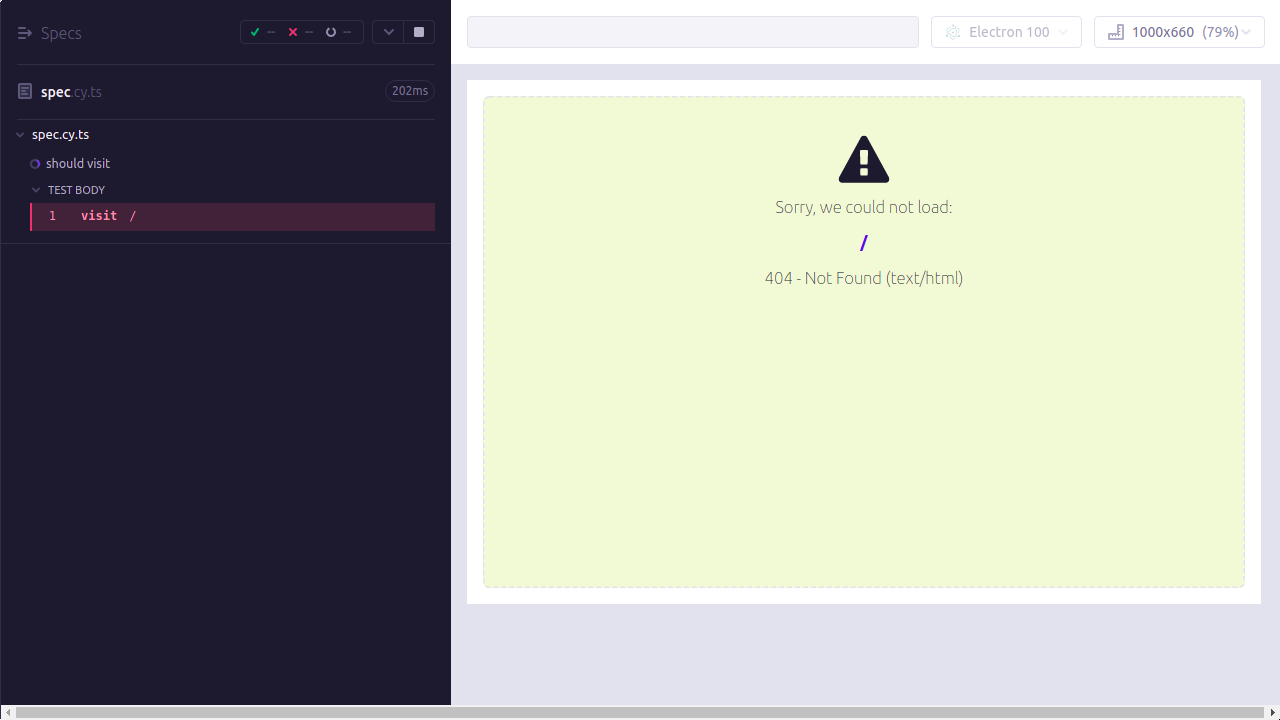 Specs
--
--
--
spec.cy.ts
202ms
spec.cy.ts
should visit
TEST BODY
1 visit /
Electron 100
1000x660 (79%)
Sorry, we could not load:
/
404 - Not Found (text/html)